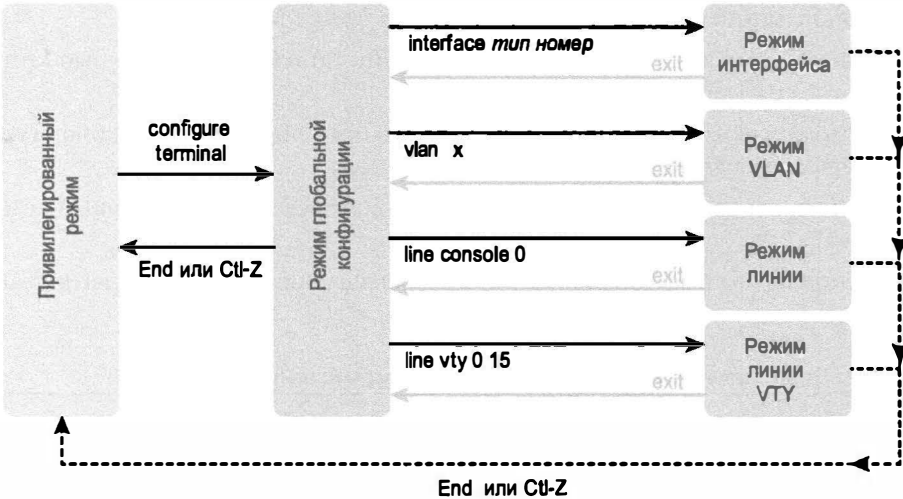 Привилегированный
режим
configure
terminal
End или Ctl-Z
Режим глобальной
конфигурации
interface тип номер
exit
Режим
интерфейса
vlan x
exit
Режим
VLAN
line console 0
exit
Режим
линии
line vty 0 15
exit
Режим
линии
VTY
End или Ctl-Z